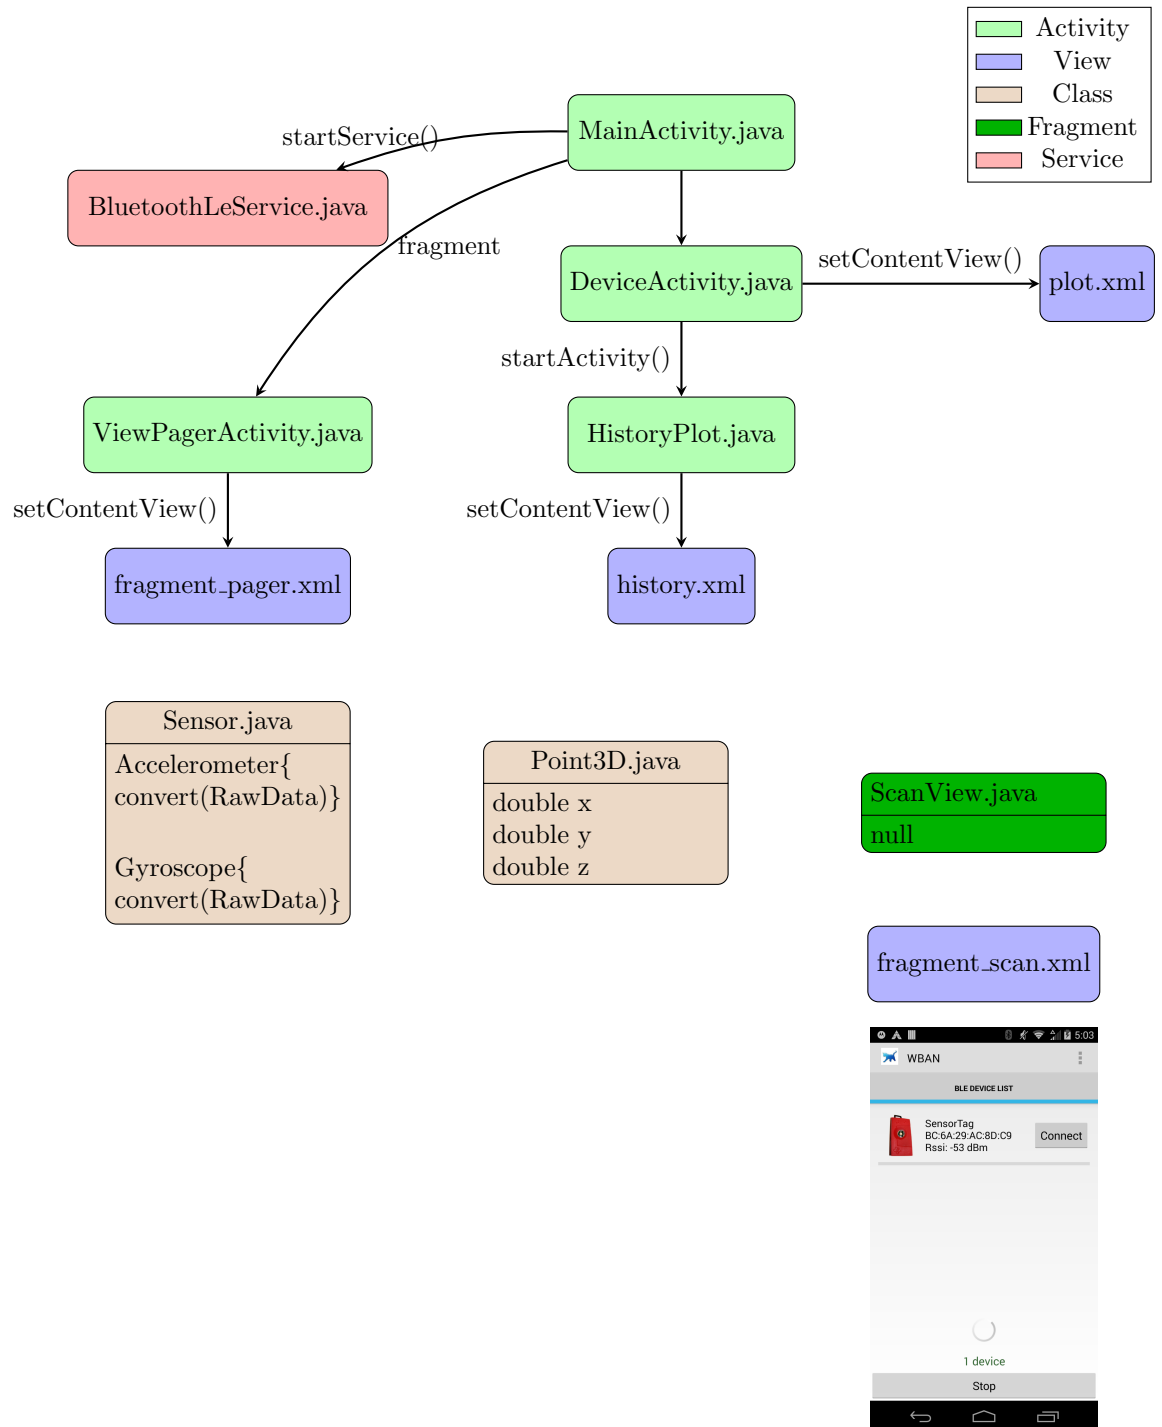 Activity
View
Class
Fragment
Service
MainActivity.java
startService()
BluetoothLeService.java
fragment
DeviceActivity.java
setContentView()
plot.xml
startActivity()
ViewPagerActivity.java
HistoryPlot.java
setContentView()
setContentView()
fragment_pager.xml
history.xml
Sensor.java
Accelerometer{
convert(RawData)}
Gyroscope{
convert(RawData)}
Point3D.java
double x
double y
double z
ScanView.java
null
fragment_scan.xml
5:03
WBAN
BLE DEVICE LIST
SensorTag
BC:6A:29:AC:8D:C9
Rssi: -53 dBm
Connect
1 device
Stop